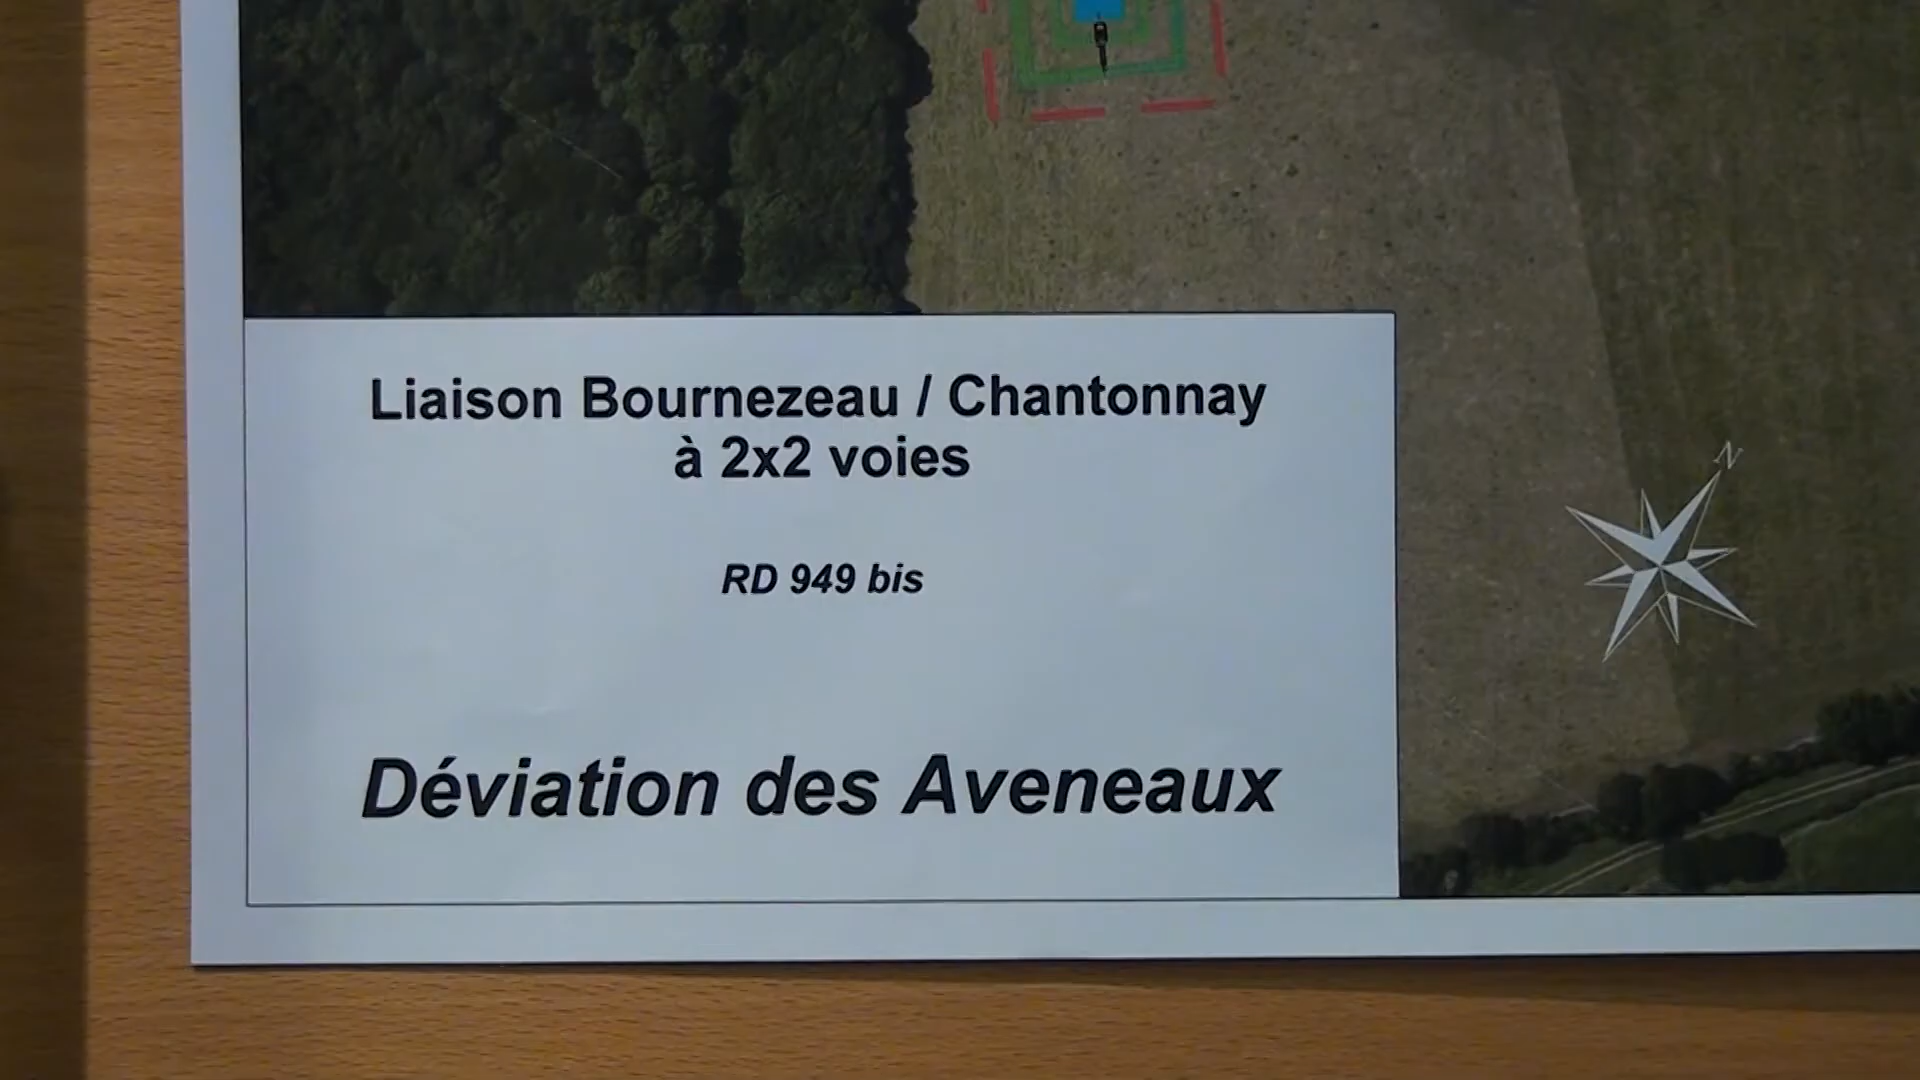 Liaison Bournezeau / Chantonnay
à 2x2 voies
RD 949 bis
N
Déviation des Aveneaux